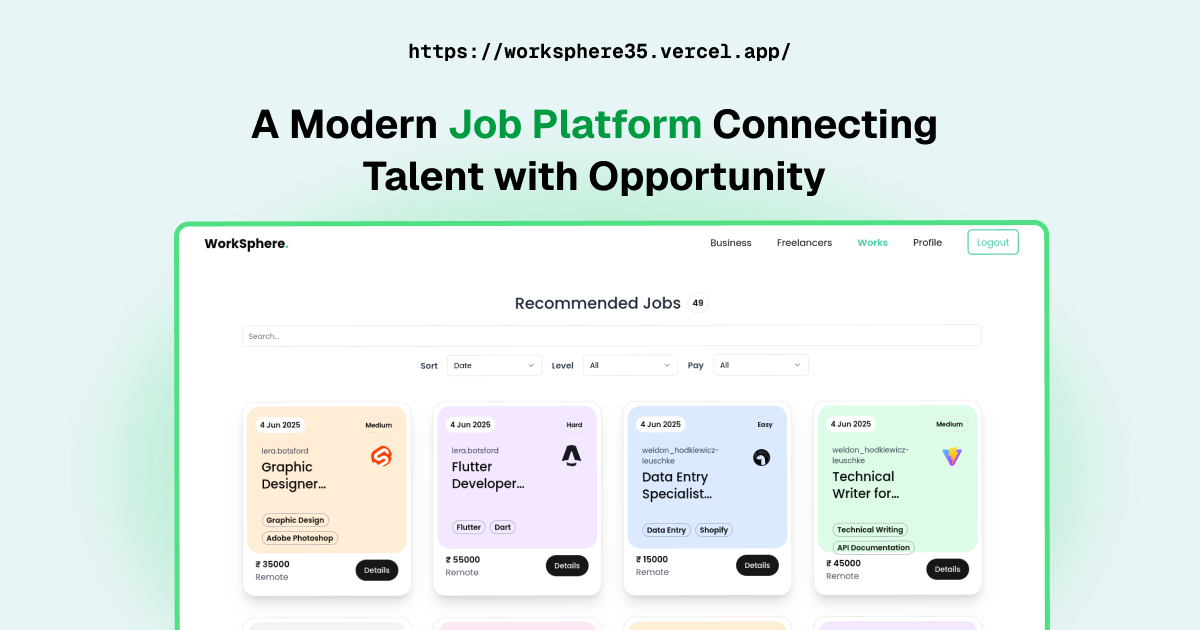 https://worksphere35.vercel.app/
A Modern Job Platform Connecting
Talent with Opportunity
WorkSphere.
Business Freelancers Works Profile Logout
Recommended Jobs 49
Search...
Sort Date Level All Pay All
4 Jun 2025 Medium
lera.botsford
Graphic
Designer...
Graphic Design
Adobe Photoshop
₹ 35000
Remote
Details
4 Jun 2025 Hard
lera.botsford
Flutter
Developer...
Flutter Dart
₹ 55000
Remote
Details
4 Jun 2025 Easy
weldon_hodkiewicz-
leuschke
Data Entry
Specialist...
Data Entry Shopify
₹ 15000
Remote
Details
4 Jun 2025 Medium
weldon_hodkiewicz-
leuschke
Technical
Writer for...
Technical Writing
API Documentation
₹ 45000
Remote
Details